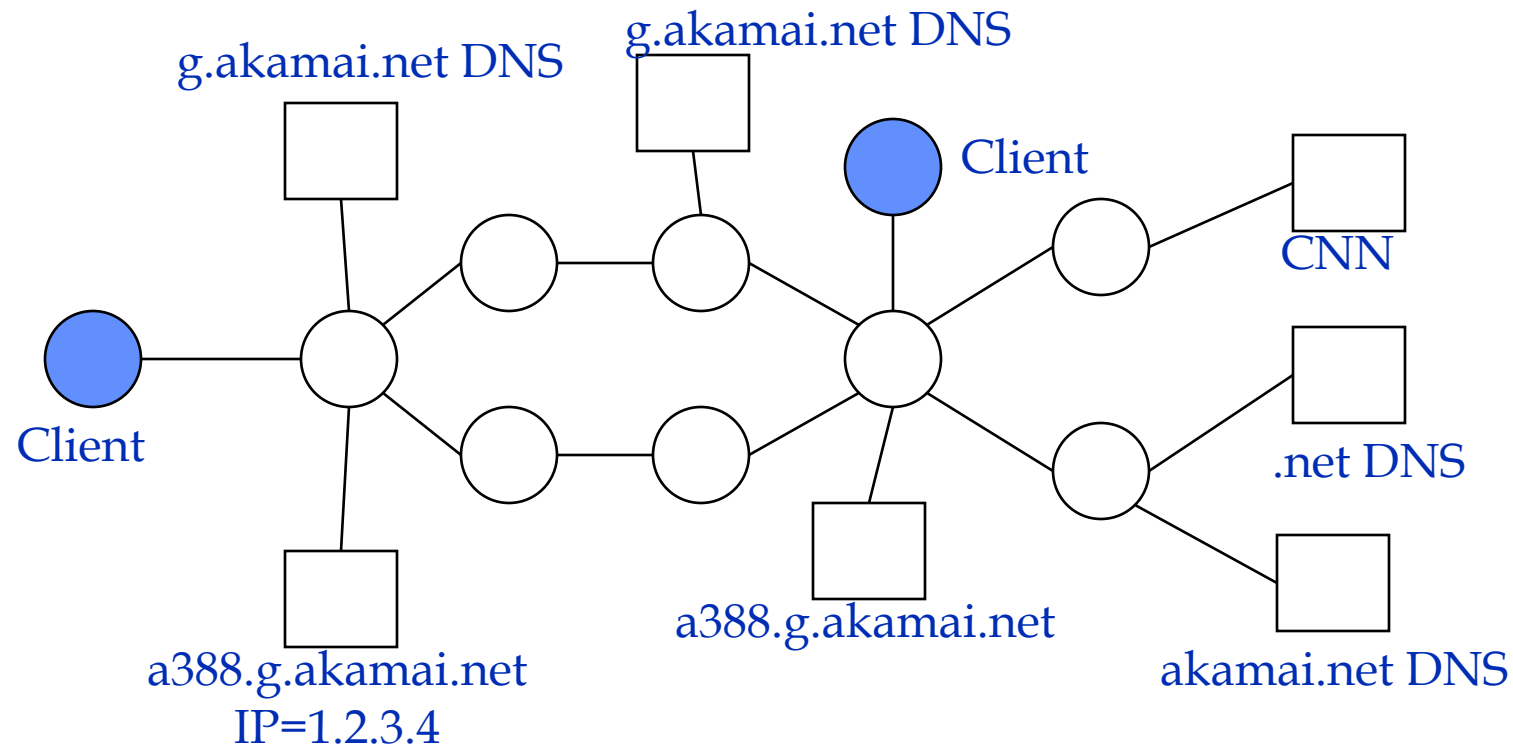 g.akamai.net DNS
g.akamai.net DNS
Client
CNN
Client
.net DNS
a388.g.akamai.net
a388.g.akamai.net
IP=1.2.3.4
akamai.net DNS